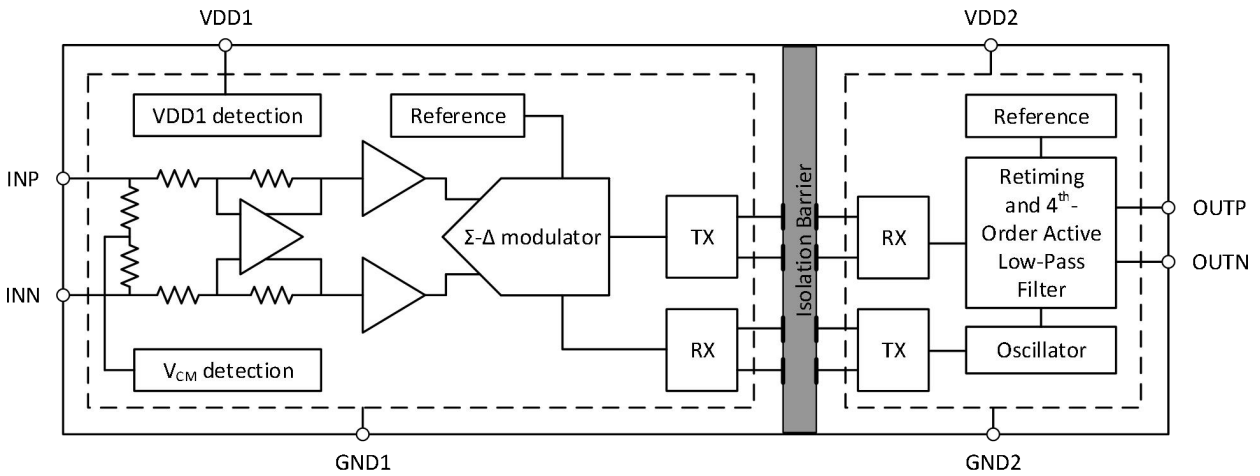 VDD1
VDD2
VDD1 detection
Reference
Reference
INP
Retiming
and 4th-
Order Active
Low-Pass
Filter
OUTP
Σ-Δ modulator
TX
Isolation Barrier
RX
OUTN
INN
RX
TX
Oscillator
VCM detection
GND1
GND2